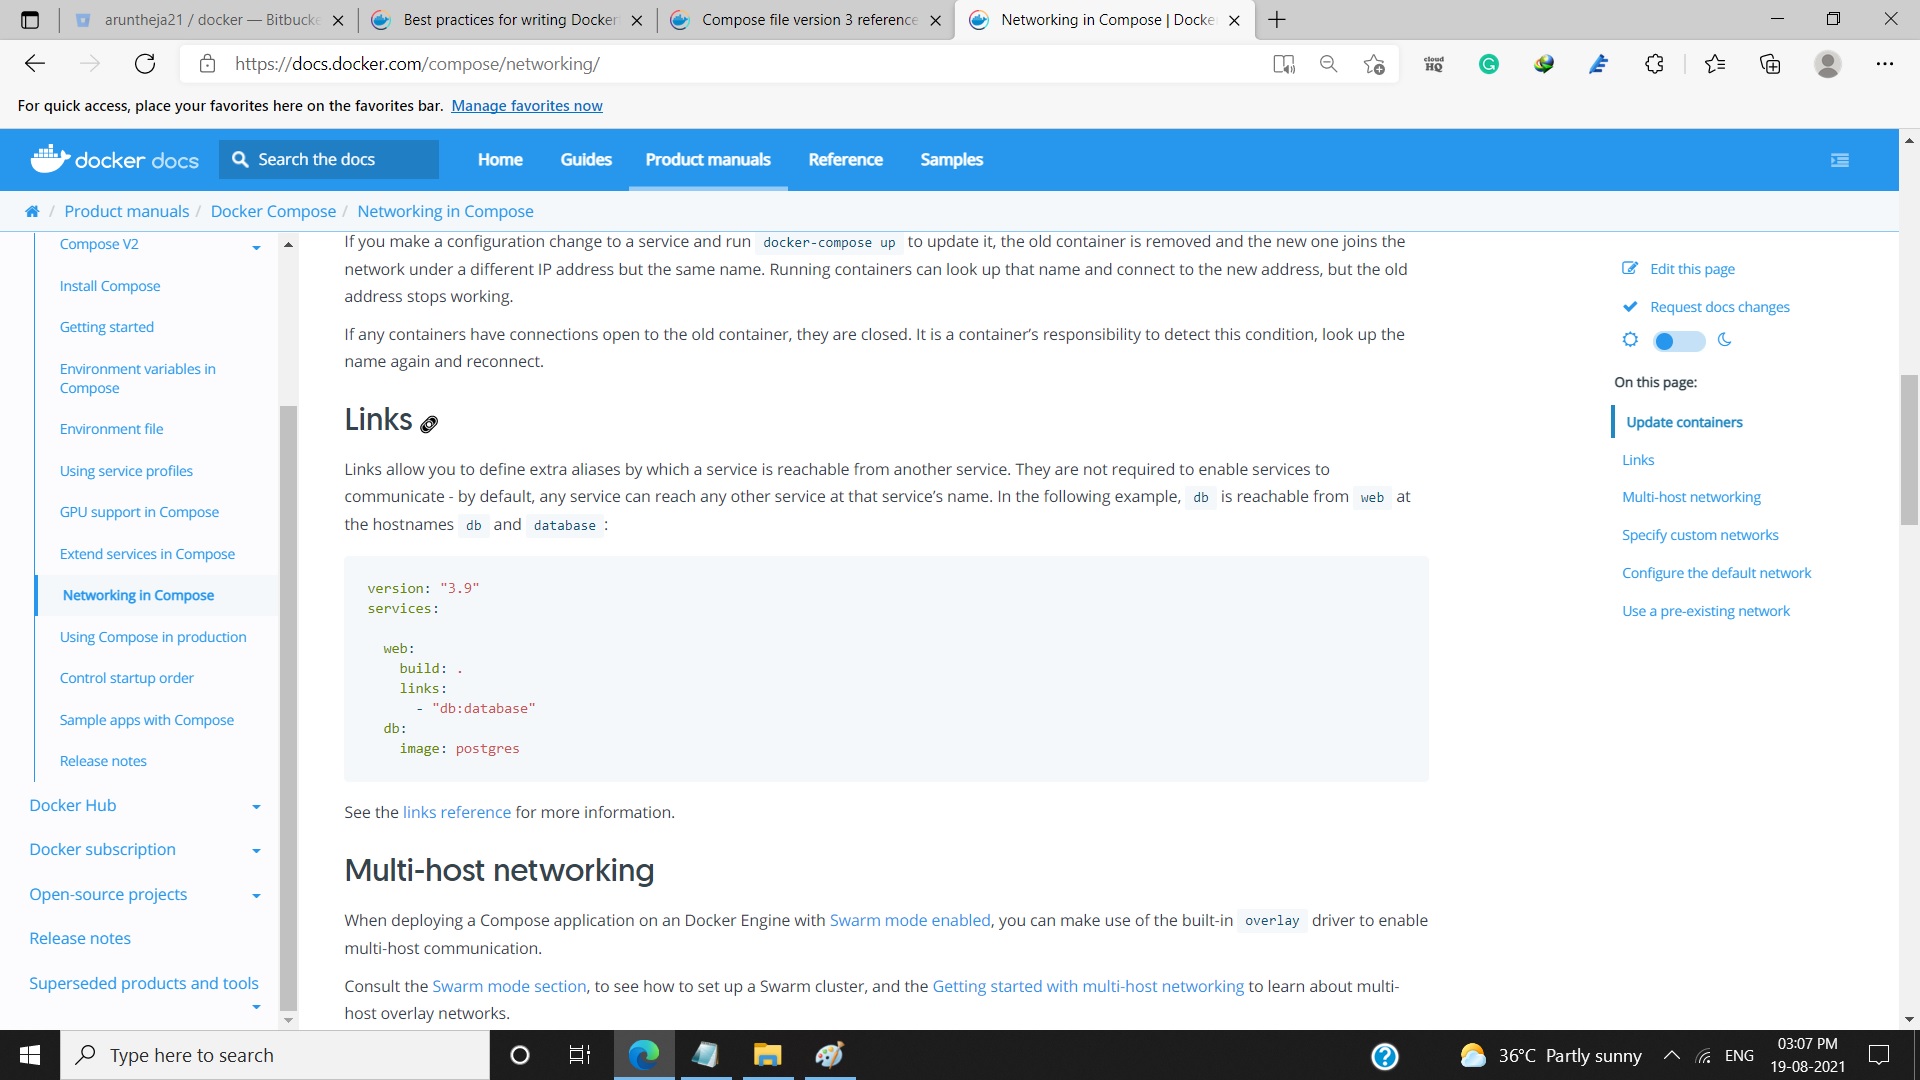 aruntheja21 / docker — Bitbucke
Best practices for writing Docker
Compose file version 3 reference
Networking in Compose | Docke
https://docs.docker.com/compose/networking/
cloud
HQ
For quick access, place your favorites here on the favorites bar. Manage favorites now
docker docs
Search the docs
Home
Guides
Product manuals
Reference
Samples
/ Product manuals / Docker Compose / Networking in Compose
Compose V2
Install Compose
Getting started
Environment variables in
Compose
Environment file
Using service profiles
GPU support in Compose
Extend services in Compose
Networking in Compose
Using Compose in production
Control startup order
Sample apps with Compose
Release notes
Docker Hub
Docker subscription
Open-source projects
Release notes
Superseded products and tools
If you make a configuration change to a service and run docker-compose up to update it, the old container is removed and the new one joins the
network under a different IP address but the same name. Running containers can look up that name and connect to the new address, but the old
address stops working.
If any containers have connections open to the old container, they are closed. It is a container’s responsibility to detect this condition, look up the
name again and reconnect.
Links
Links allow you to define extra aliases by which a service is reachable from another service. They are not required to enable services to
communicate - by default, any service can reach any other service at that service’s name. In the following example, db is reachable from web at
the hostnames db and database :
version: "3.9"
services:
web:
build: .
links:
- "db:database"
db:
image: postgres
See the links reference for more information.
Multi-host networking
When deploying a Compose application on an Docker Engine with Swarm mode enabled, you can make use of the built-in overlay driver to enable
multi-host communication.
Consult the Swarm mode section, to see how to set up a Swarm cluster, and the Getting started with multi-host networking to learn about multi-
host overlay networks.
Edit this page
Request docs changes
On this page:
Update containers
Links
Multi-host networking
Specify custom networks
Configure the default network
Use a pre-existing network
Type here to search
36°C Partly sunny
ENG
03:07 PM
19-08-2021